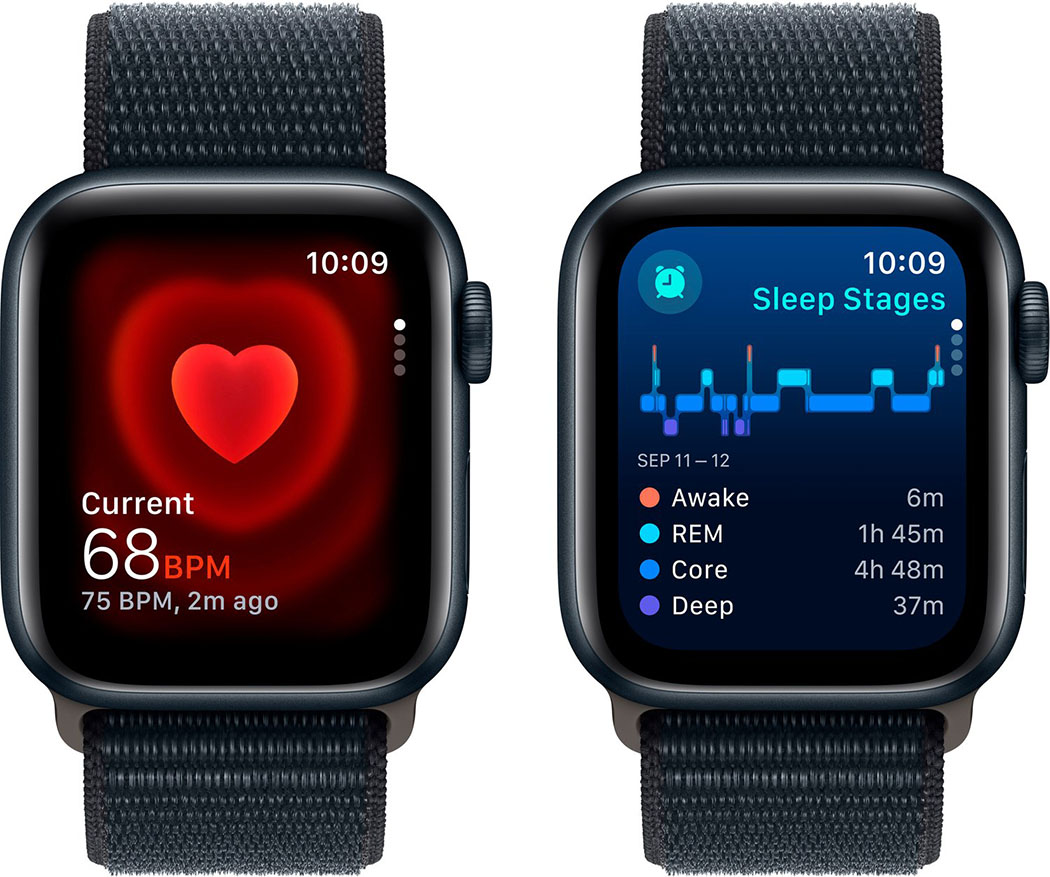 10:09
Current
68BPM
75 BPM, 2m ago
10:09
Sleep Stages
SEP 11 – 12
Awake 6m
REM 1h 45m
Core 4h 48m
Deep 37m